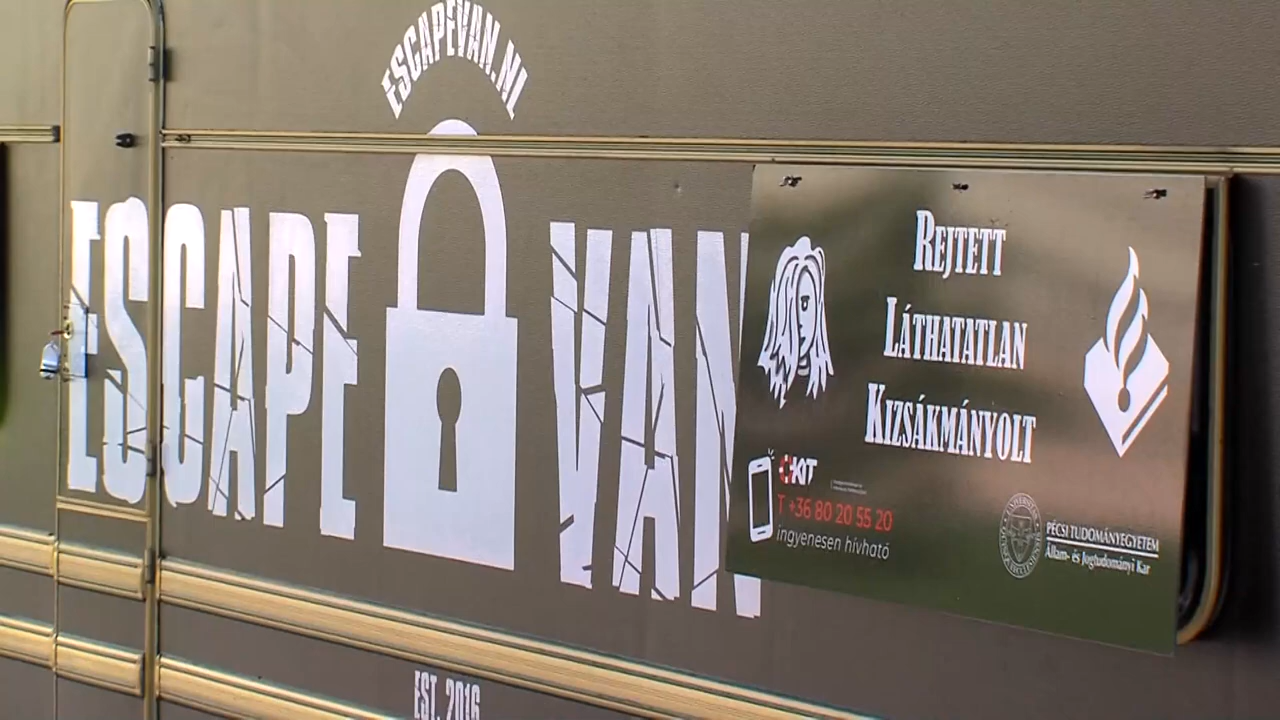 ESCAPEVAN.NL
ESCAPE VAN
REJTETT
LÁTHATATLAN
KIZSÁKMÁNYOLT
OKIT
T +36 80 20 55 20
ingyenesen hívható
PÉCSI TUDOMÁNYEGYETEM
Állam- és Jogtudományi Kar
EST. 2016